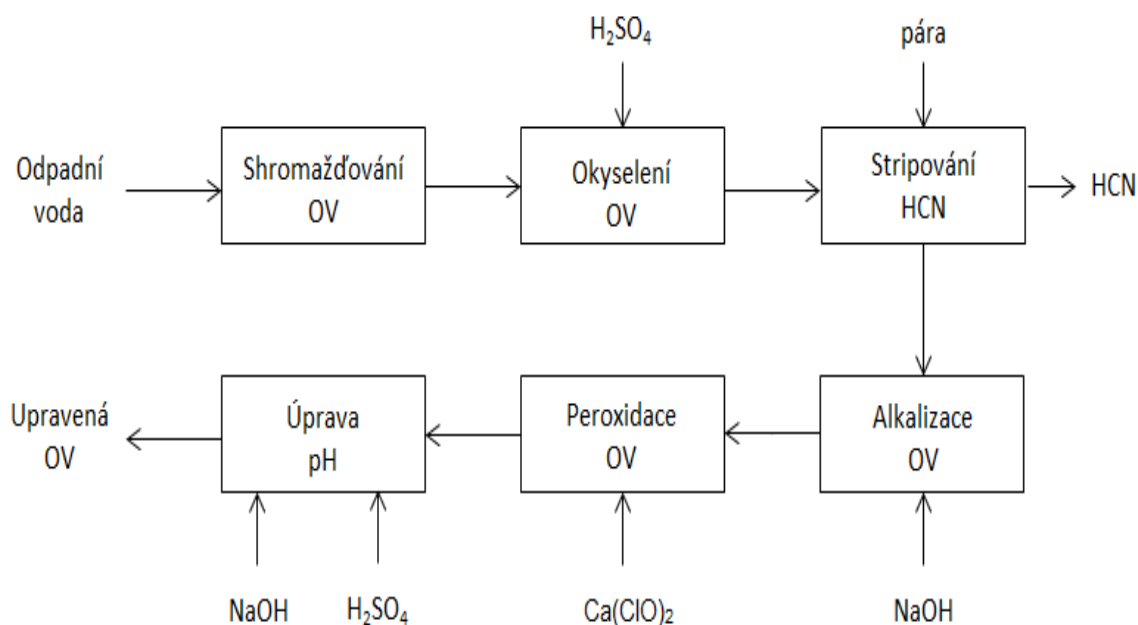 H₂SO₄
pára
Odpadní
voda
Shromažďování
OV
Okyselení
OV
Stripování
HCN
HCN
Upravená
OV
Úprava
pH
Peroxidace
OV
Alkalizace
OV
NaOH
H₂SO₄
Ca(ClO)₂
NaOH